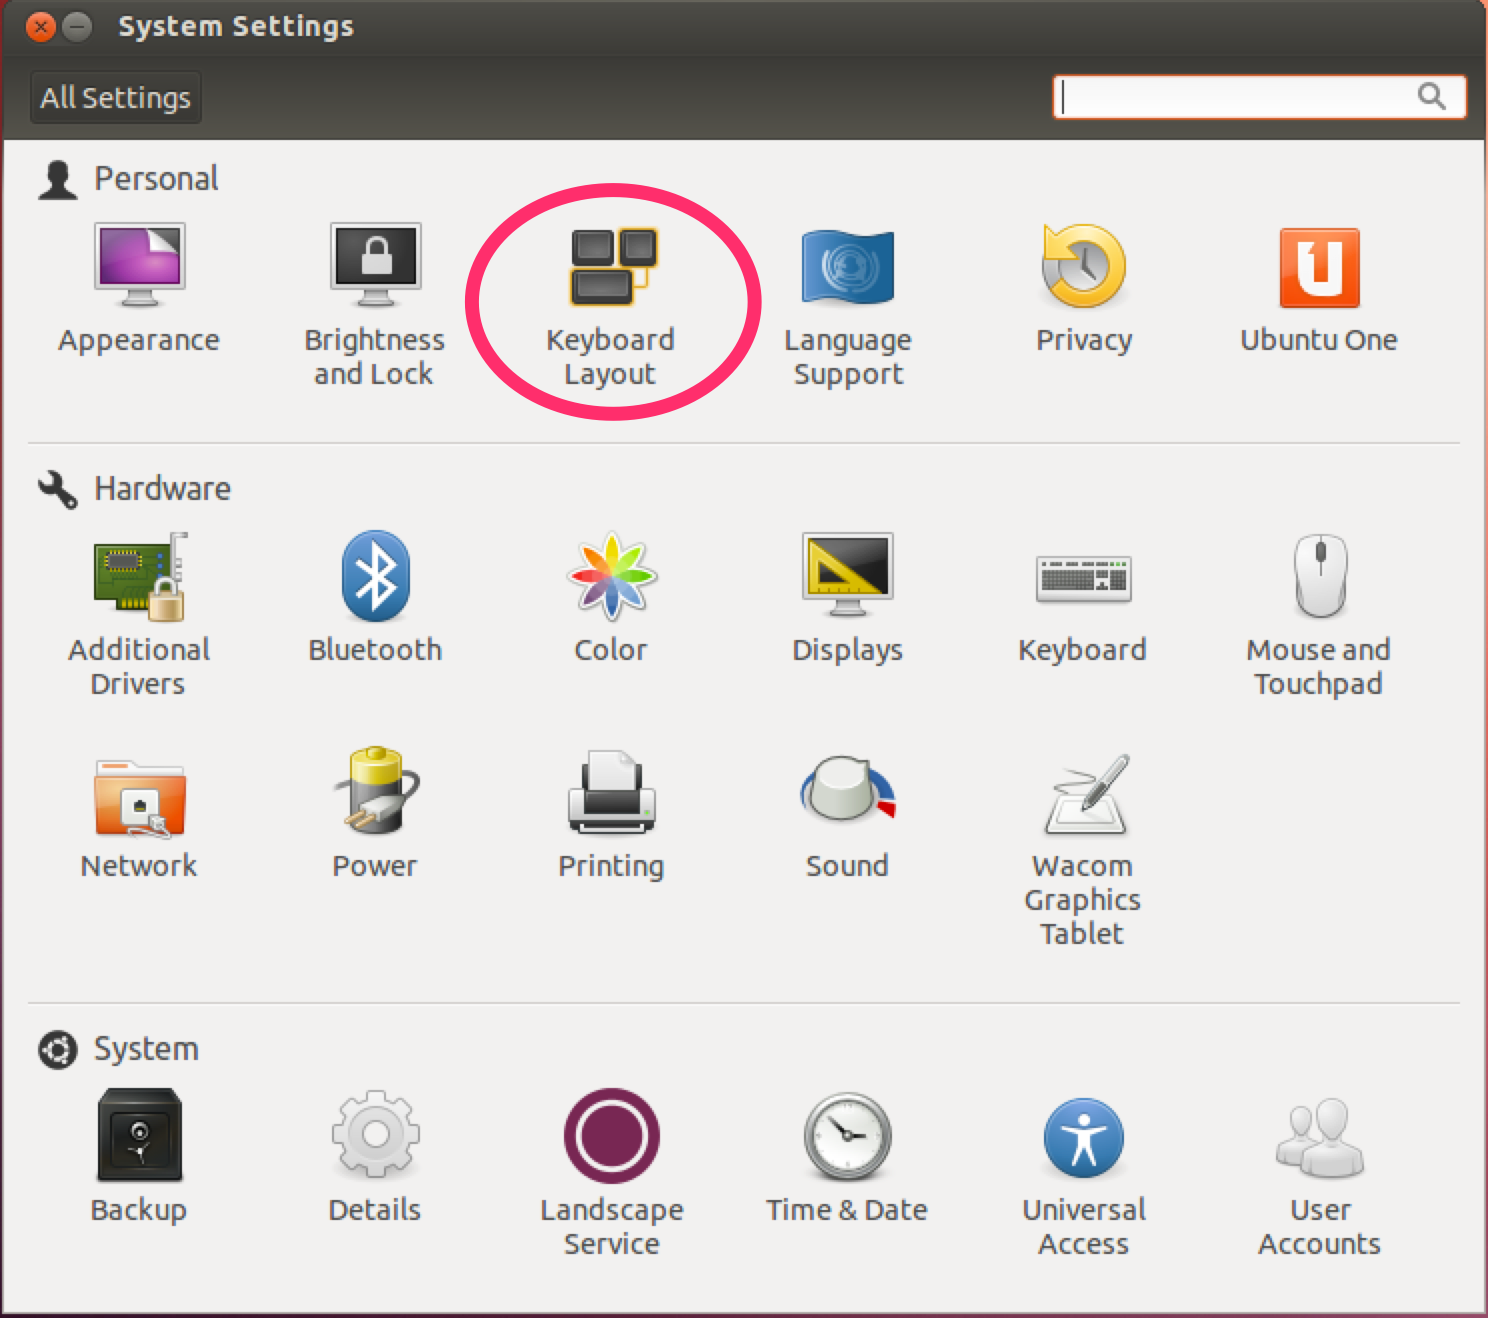 System Settings
All Settings
Personal
Appearance
Brightness and Lock
Keyboard Layout
Language Support
Privacy
Ubuntu One
Hardware
Additional Drivers
Bluetooth
Color
Displays
Keyboard
Mouse and Touchpad
Network
Power
Printing
Sound
Wacom Graphics Tablet
System
Backup
Details
Landscape Service
Time & Date
Universal Access
User Accounts